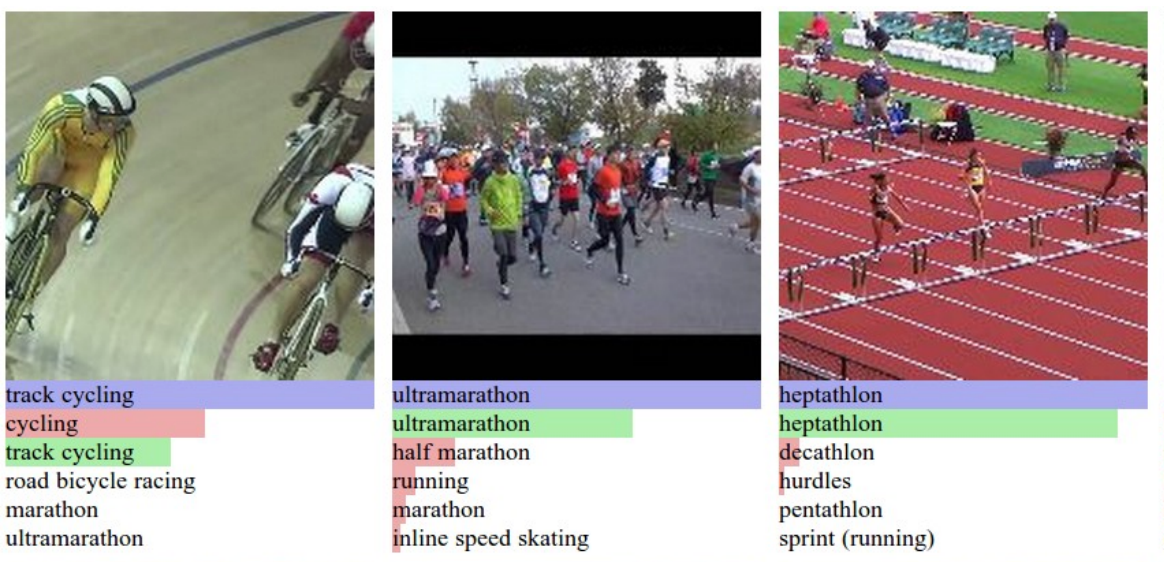 track cycling
cycling
track cycling
road bicycle racing
marathon
ultramarathon
ultramarathon
ultramarathon
half marathon
running
marathon
inline speed skating
heptathlon
heptathlon
decathlon
hurdles
pentathlon
sprint (running)